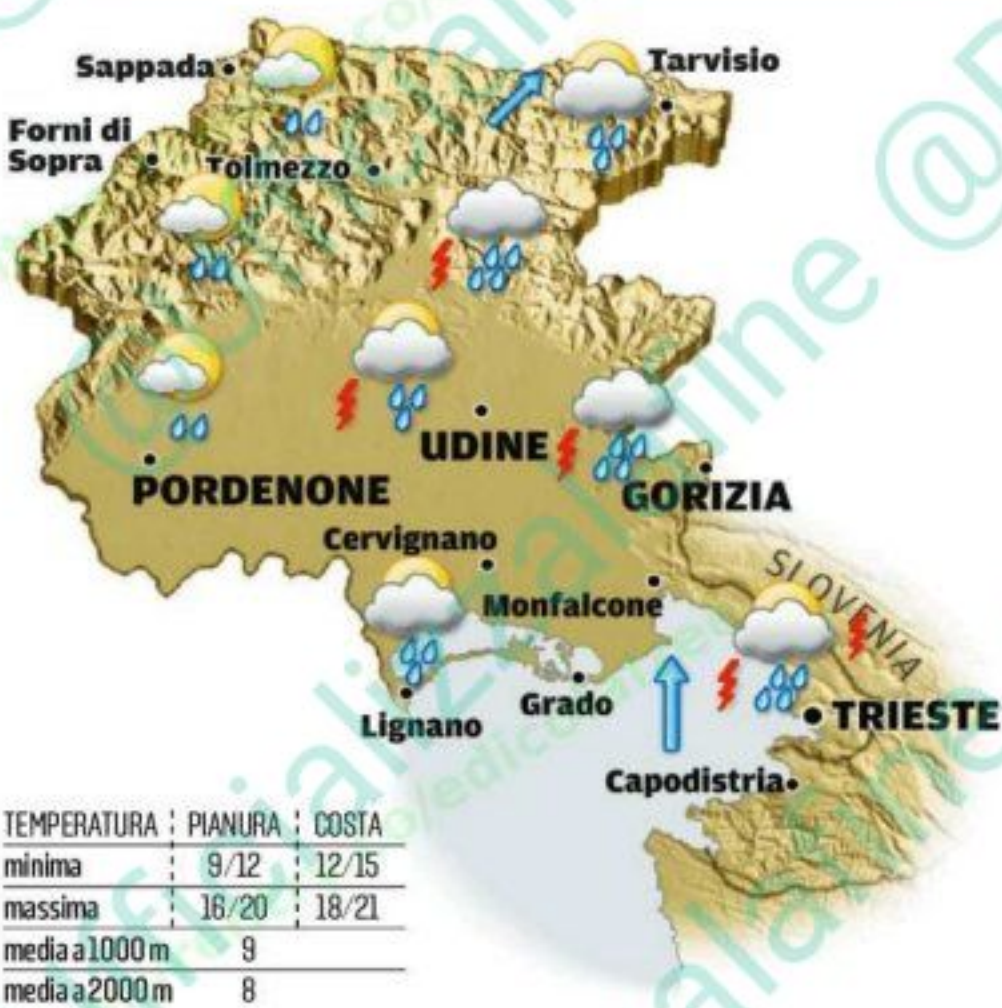 Sappada
Tarvisio
Forni di
Sopra
Tolmezzo
UDINE
PORDENONE
GORIZIA
Cervignano
Monfalcone
SLOVENIA
Grado
Lignano
TRIESTE
Capodistria
TEMPERATURA PIANURA COSTA
minima 9/12 12/15
massima 16/20 18/21
media a 1000 m 9
media a 2000 m 8